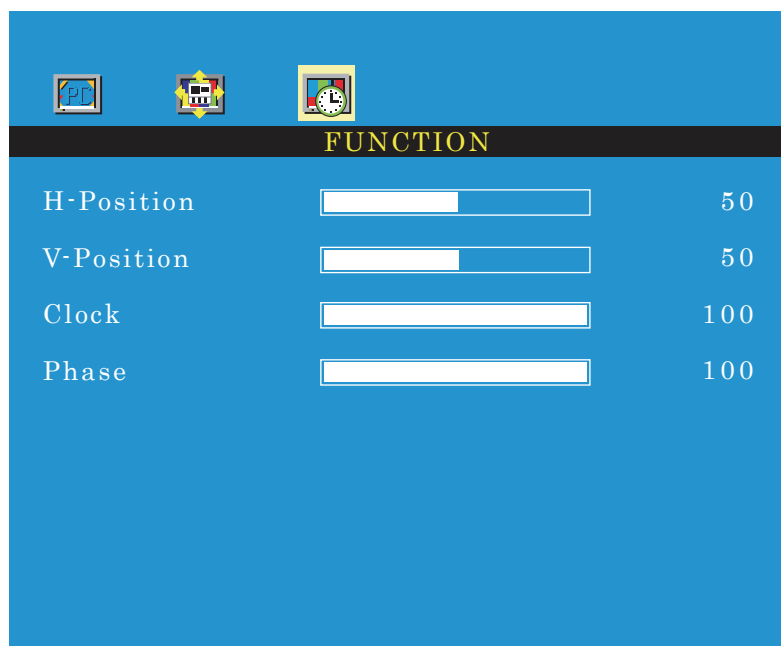 PC
FUNCTION
H-Position 50
V-Position 50
Clock 100
Phase 100